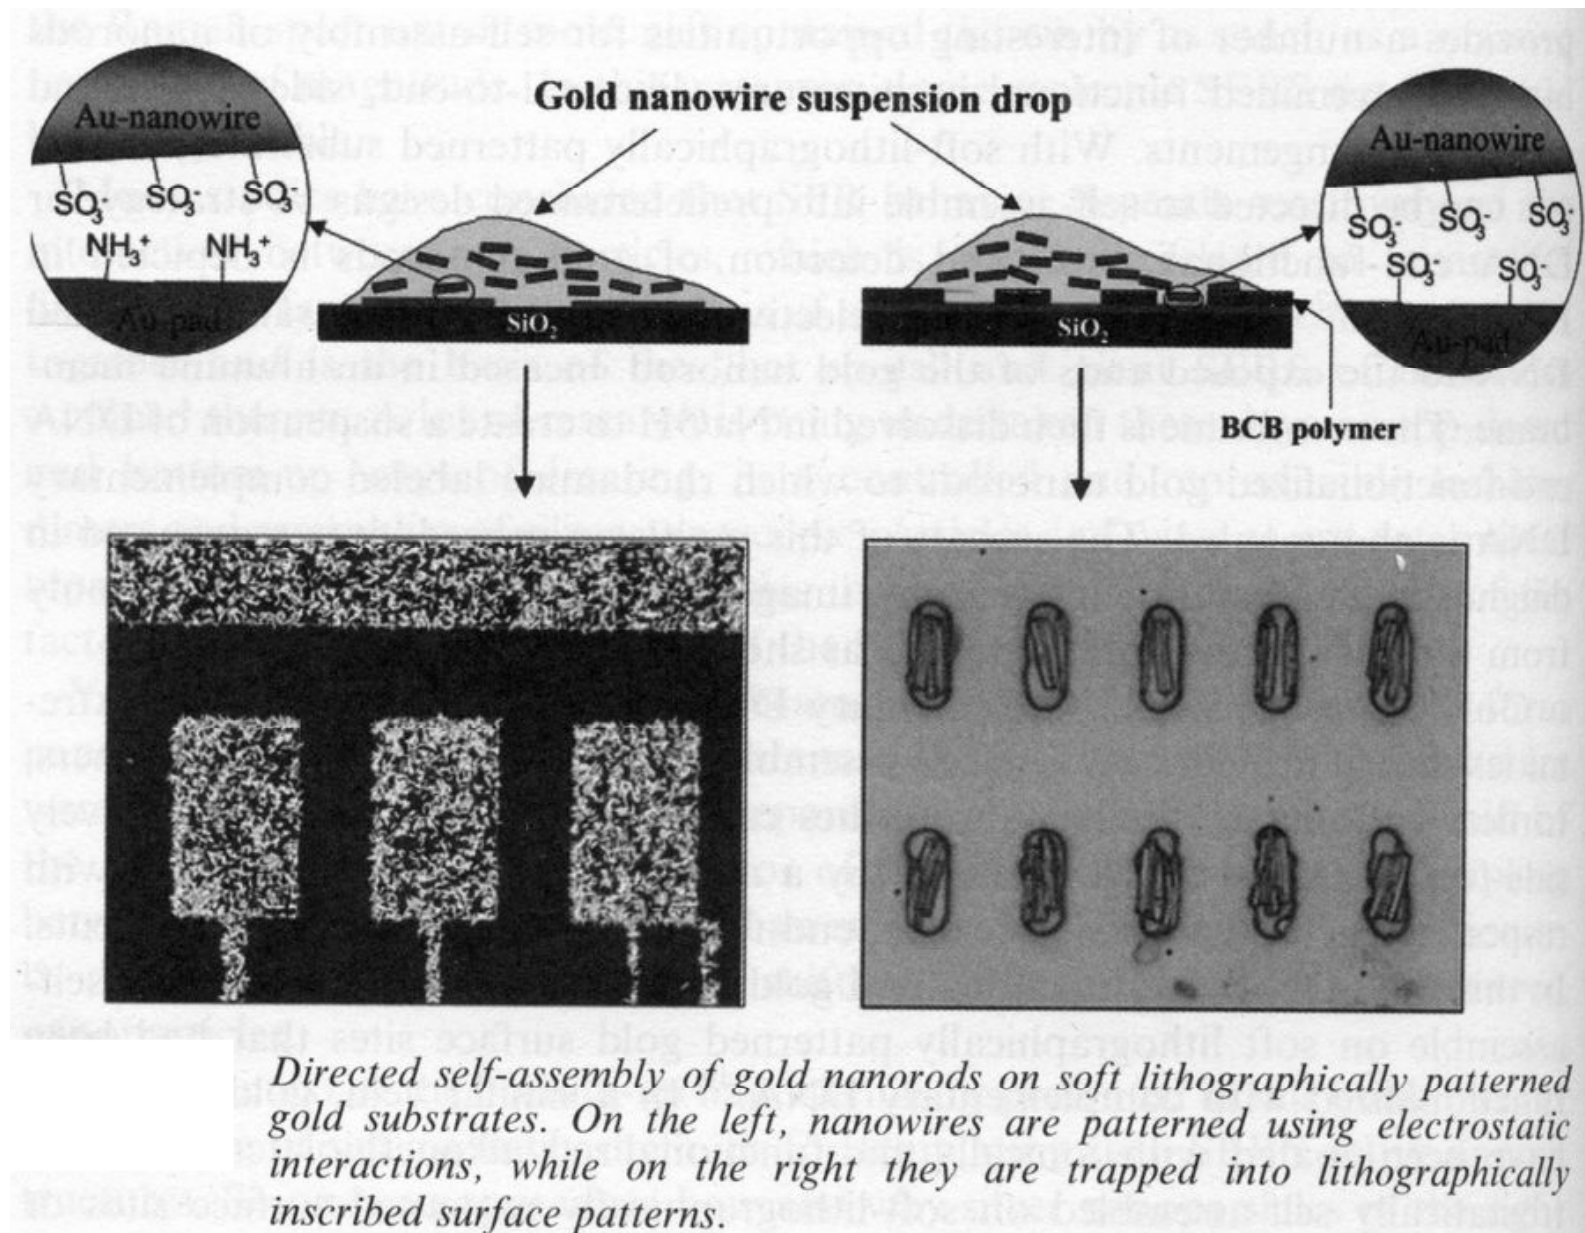 Gold nanowire suspension drop
Au-nanowire
SO₃⁻ SO₃⁻ SO₃⁻
NH₃⁺ NH₃⁺
Au-pad
SiO₂
Au-nanowire
SO₃⁻ SO₃⁻ SO₃⁻
SO₃⁻ SO₃⁻
Au-pad
SiO₂
BCB polymer
Directed self-assembly of gold nanorods on soft lithographically patterned
gold substrates. On the left, nanowires are patterned using electrostatic
interactions, while on the right they are trapped into lithographically
inscribed surface patterns.